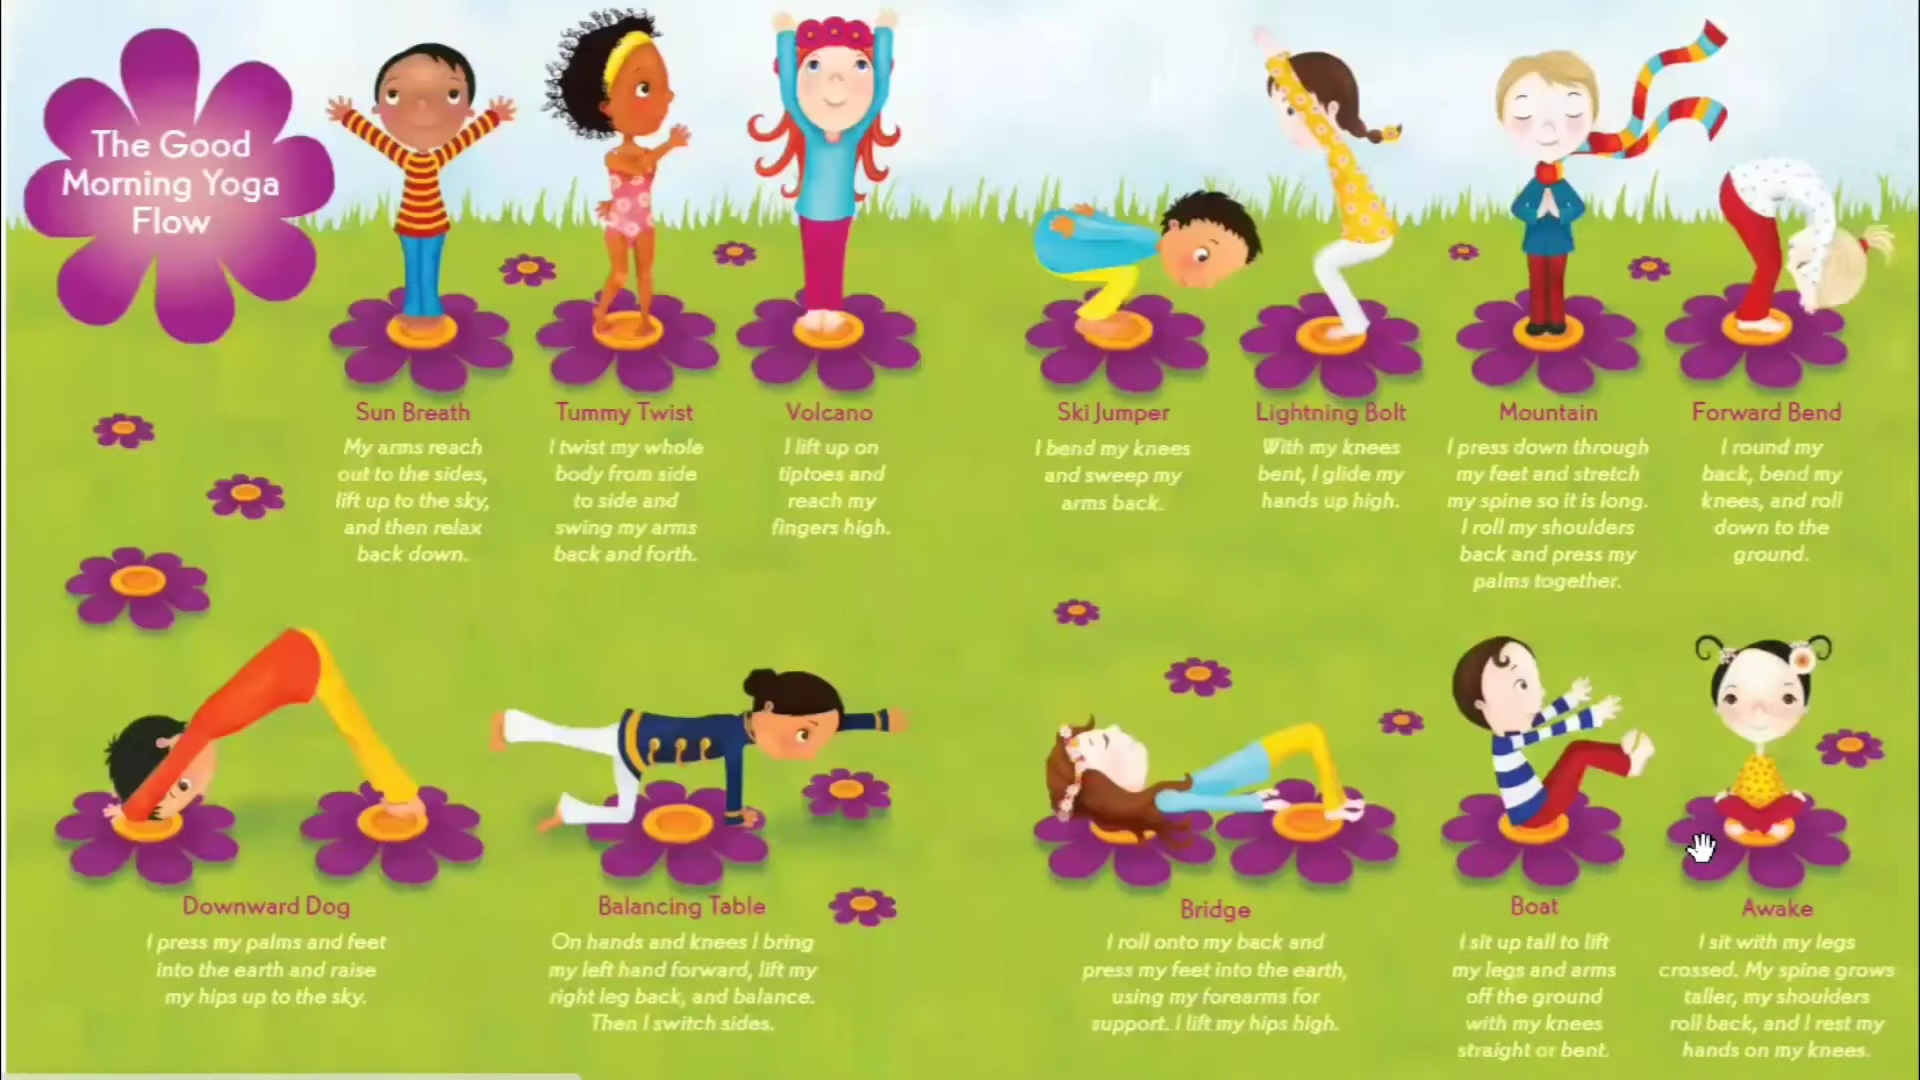 The Good
Morning Yoga
Flow
Sun Breath
My arms reach
out to the sides,
lift up to the sky,
and then relax
back down.
Tummy Twist
I twist my whole
body from side
to side and
swing my arms
back and forth.
Volcano
I lift up on
tiptoes and
reach my
fingers high.
Ski Jumper
I bend my knees
and sweep my
arms back.
Lightning Bolt
With my knees
bent, I glide my
hands up high.
Mountain
I press down through
my feet and stretch
my spine so it is long.
I roll my shoulders
back and press my
palms together.
Forward Bend
I round my
back, bend my
knees, and roll
down to the
ground.
Downward Dog
I press my palms and feet
into the earth and raise
my hips up to the sky.
Balancing Table
On hands and knees I bring
my left hand forward, lift my
right leg back, and balance.
Then I switch sides.
Bridge
I roll onto my back and
press my feet into the earth,
using my forearms for
support. I lift my hips high.
Boat
I sit up tall to lift
my legs and arms
off the ground
with my knees
straight or bent.
Awake
I sit with my legs
crossed. My spine grows
taller, my shoulders
roll back, and I rest my
hands on my knees.